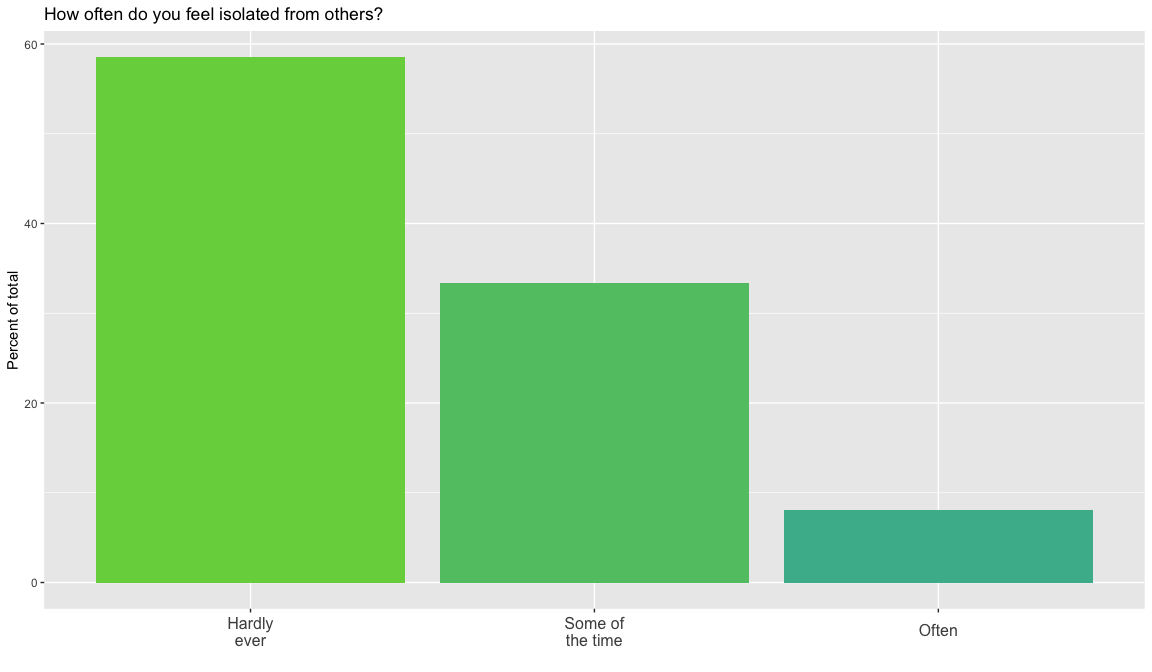 How often do you feel isolated from others?
60
40
20
0
Percent of total
Hardly
ever
Some of
the time
Often